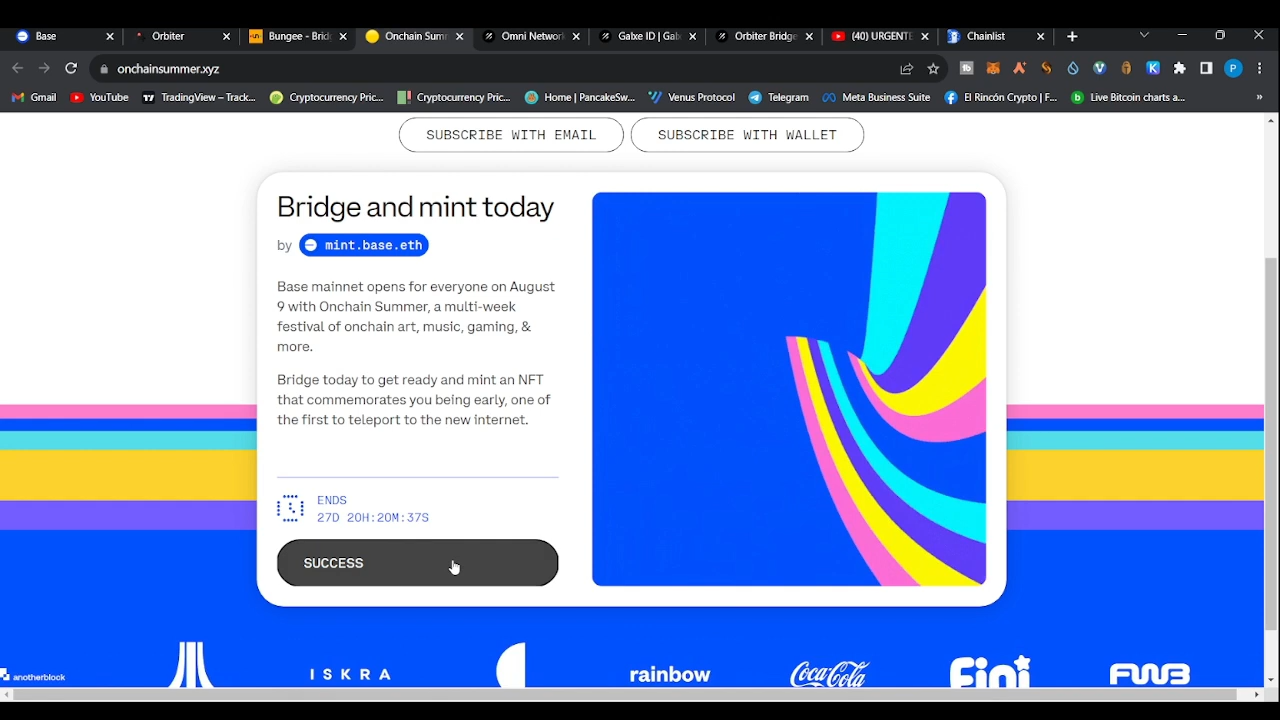 Base
Orbiter
Bungee - Brid
Onchain Sum
Omni Network
Galxe ID | Gal
Orbiter Bridge
(40) URGENTE
Chainlist
onchainsummer.xyz
Gmail
YouTube
TradingView – Track...
Cryptocurrency Pric...
Cryptocurrency Pric...
Home | PancakeSw...
Venus Protocol
Telegram
Meta Business Suite
El Rincón Crypto | F...
Live Bitcoin charts a...
SUBSCRIBE WITH EMAIL
SUBSCRIBE WITH WALLET
Bridge and mint today
by mint.base.eth
Base mainnet opens for everyone on August
9 with Onchain Summer, a multi-week
festival of onchain art, music, gaming, &
more.
Bridge today to get ready and mint an NFT
that commemorates you being early, one of
the first to teleport to the new internet.
ENDS
27D 20H:20M:37S
SUCCESS
anotherblock
ISKRA
rainbow
Coca-Cola
Fini
FWB